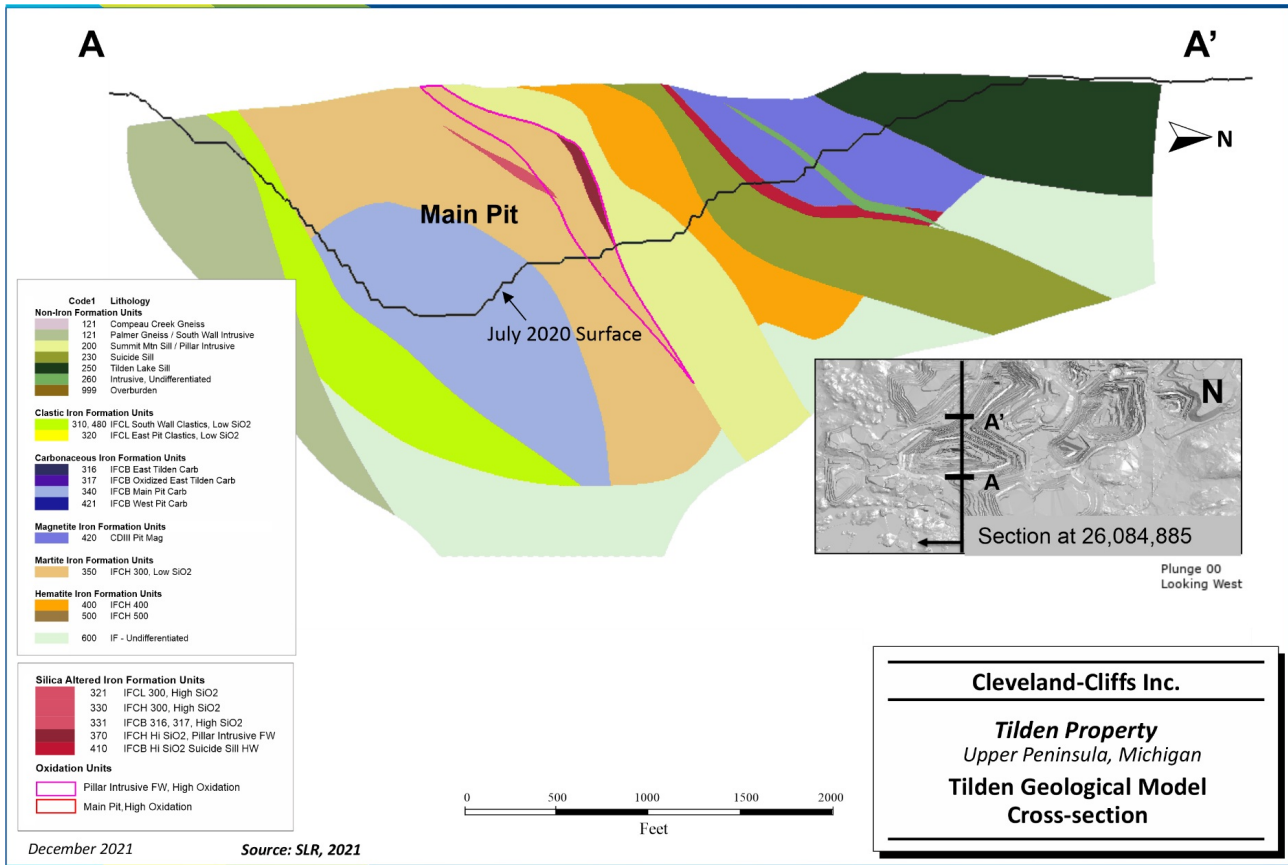 A
A'
N
Main Pit
July 2020 Surface
Code1 Lithology
Non-Iron Formation Units
121 Compeau Creek Gneiss
121 Palmer Gneiss / South Wall Intrusive
200 Summit Mtn Sill / Pillar Intrusive
230 Suicide Sill
250 Tilden Lake Sill
260 Intrusive, Undifferentiated
999 Overburden
Clastic Iron Formation Units
310, 480 IFCL South Wall Clastics, Low SiO2
320 IFCL East Pit Clastics, Low SiO2
Carbonaceous Iron Formation Units
316 IFCB East Tilden Carb
317 IFCB Oxidized East Tilden Carb
340 IFCB Main Pit Carb
421 IFCB West Pit Carb
Magnetite Iron Formation Units
420 CDIII Pit Mag
Martite Iron Formation Units
350 IFCH 300, Low SiO2
Hematite Iron Formation Units
400 IFCH 400
500 IFCH 500
600 IF - Undifferentiated
Silica Altered Iron Formation Units
321 IFCL 300, High SiO2
330 IFCH 300, High SiO2
331 IFCB 316, 317, High SiO2
370 IFCH Hi SiO2, Pillar Intrusive FW
410 IFCB Hi SiO2 Suicide Sill HW
Oxidation Units
Pillar Intrusive FW, High Oxidation
Main Pit,High Oxidation
N
A'
A
Section at 26,084,885
Plunge 00
Looking West
0 500 1000 1500 2000
Feet
Cleveland-Cliffs Inc.
Tilden Property
Upper Peninsula, Michigan
Tilden Geological Model
Cross-section
December 2021
Source: SLR, 2021